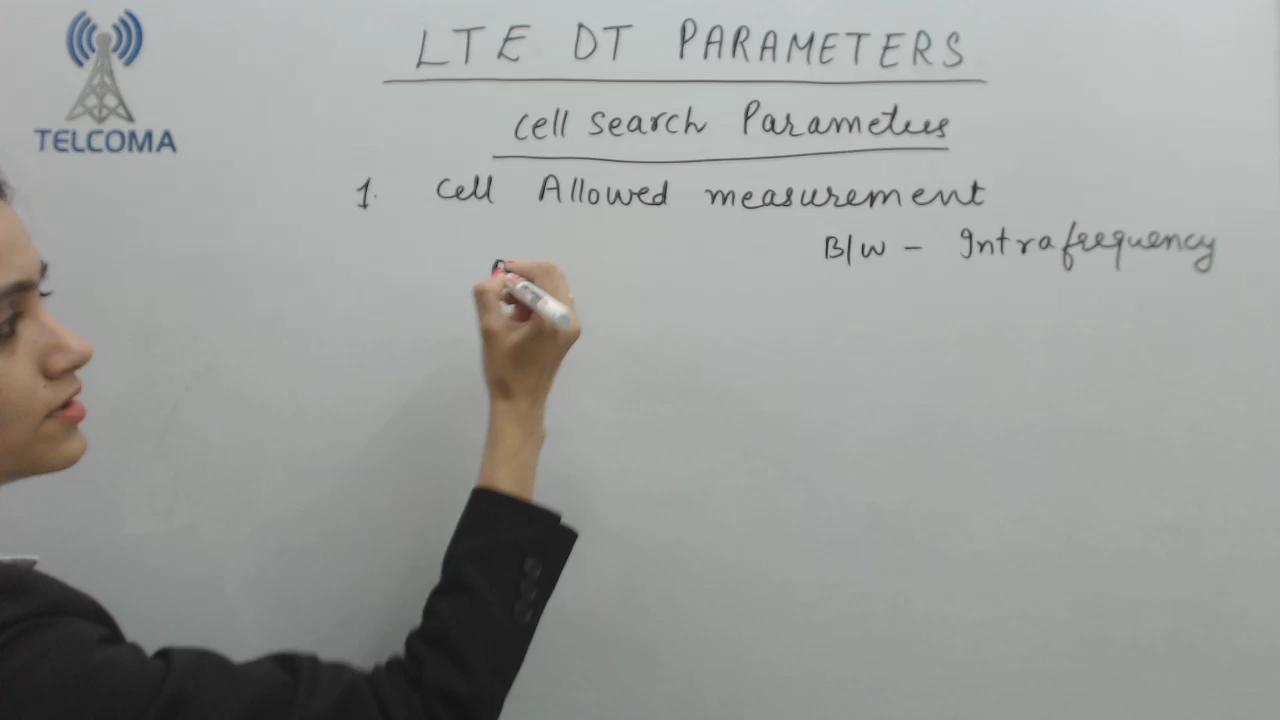 TELCOMA
LTE DT PARAMETERS
Cell Search Parameters
1. Cell Allowed measurement
B/W - Intrafrequency